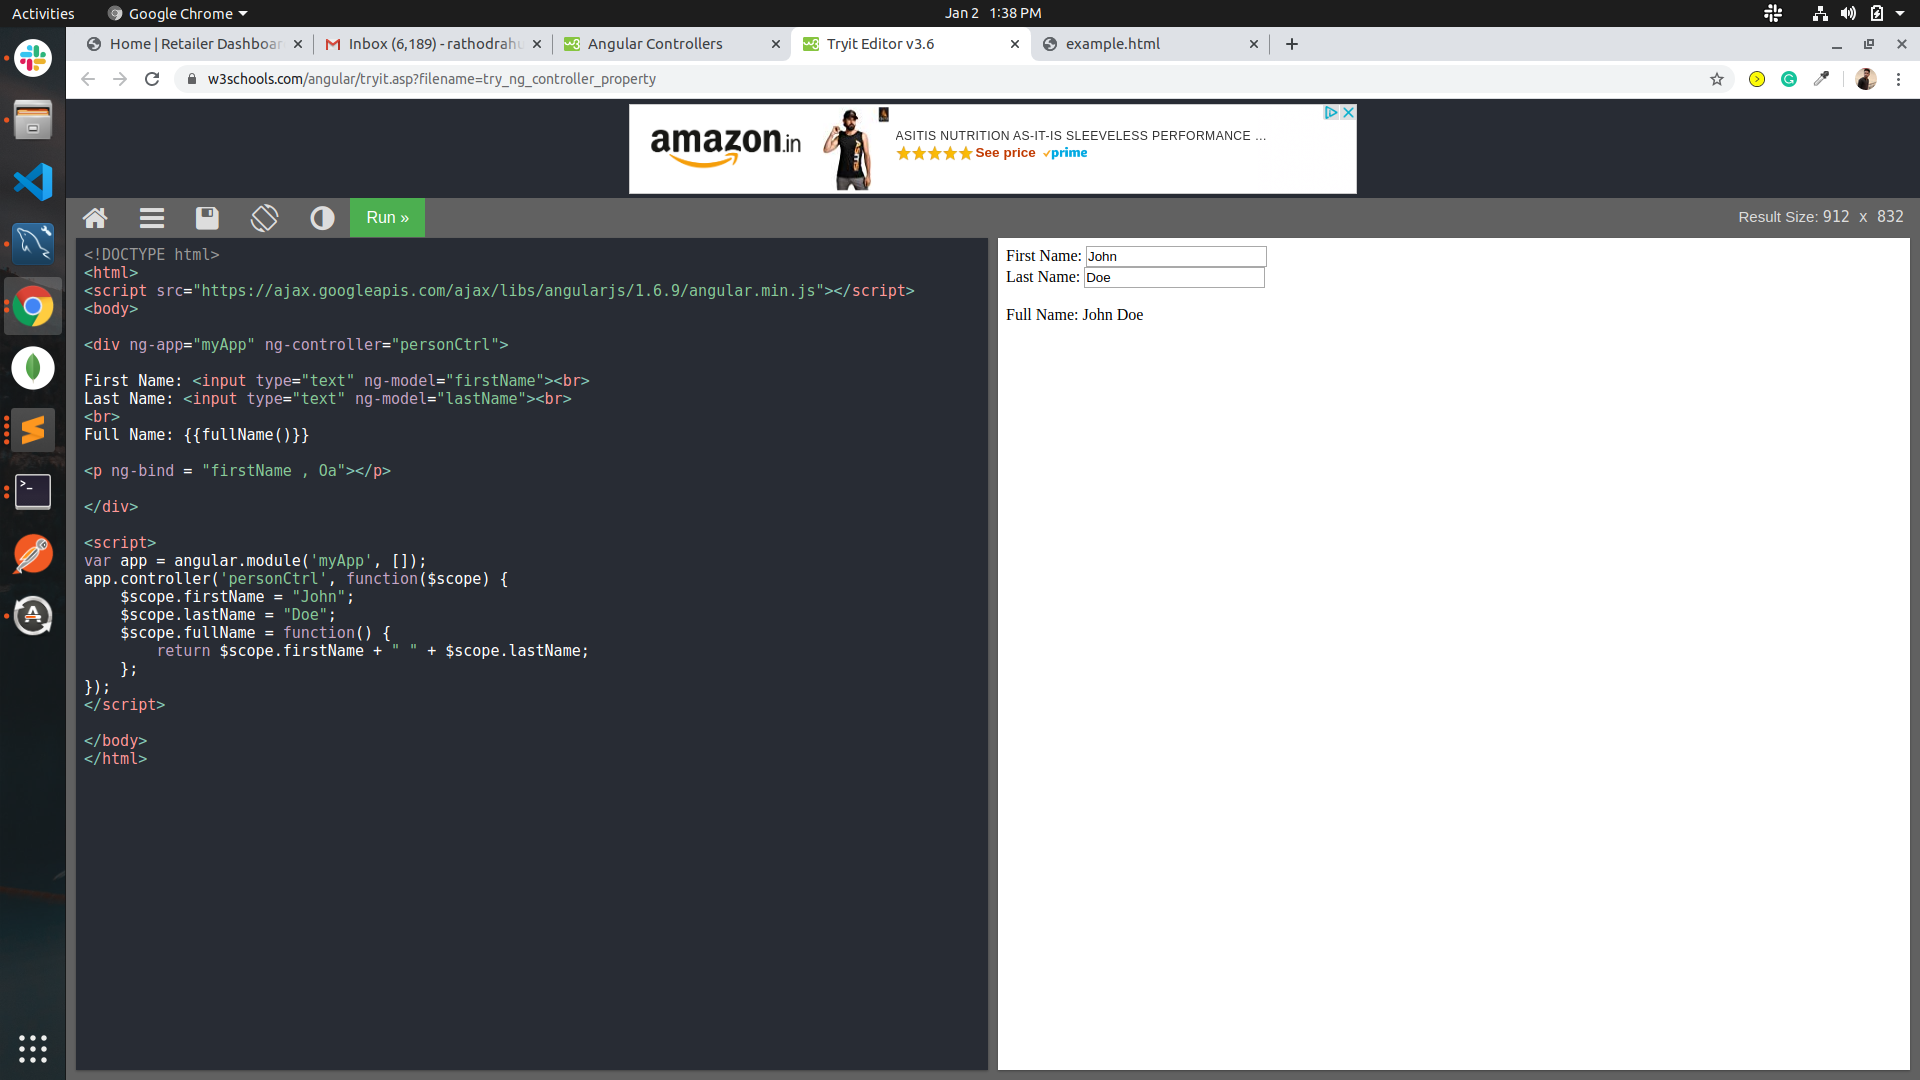 Activities
Google Chrome
Jan 2 1:38 PM
Home | Retailer Dashboar
Inbox (6,189) - rathodrahu
Angular Controllers
Tryit Editor v3.6
example.html
w3schools.com/angular/tryit.asp?filename=try_ng_controller_property
amazon.in
ASITIS NUTRITION AS-IT-IS SLEEVELESS PERFORMANCE ...
See price prime
Run »
Result Size: 912 x 832
<!DOCTYPE html>
<html>
<script src="https://ajax.googleapis.com/ajax/libs/angularjs/1.6.9/angular.min.js"></script>
<body>
<div ng-app="myApp" ng-controller="personCtrl">
First Name: <input type="text" ng-model="firstName"><br>
Last Name: <input type="text" ng-model="lastName"><br>
<br>
Full Name: {{fullName()}}
<p ng-bind = "firstName , Oa"></p>
</div>
<script>
var app = angular.module('myApp', []);
app.controller('personCtrl', function($scope) {
    $scope.firstName = "John";
    $scope.lastName = "Doe";
    $scope.fullName = function() {
        return $scope.firstName + " " + $scope.lastName;
    };
});
</script>
</body>
</html>
First Name: John
Last Name: Doe
Full Name: John Doe